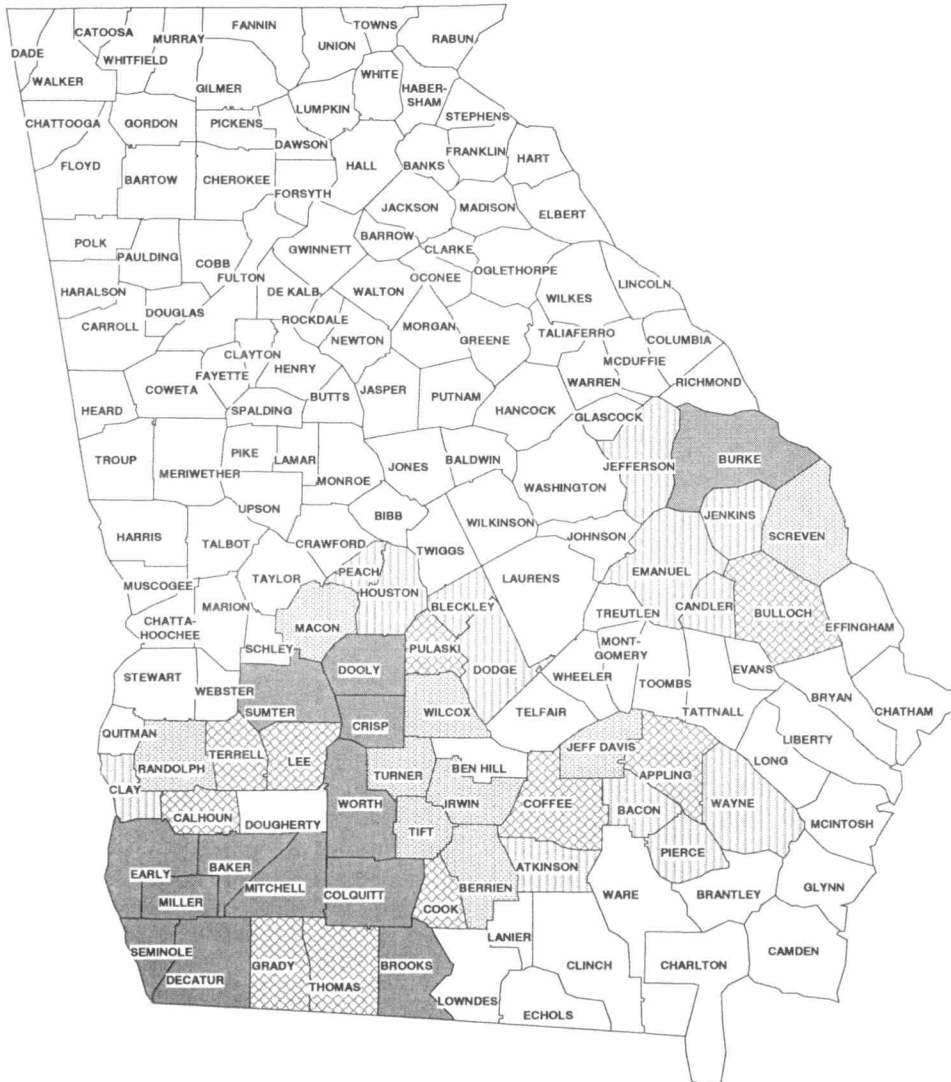 FANNIN
TOWNS
CATOOSA
MURRAY
UNION
RABUN
DADE
WHITFIELD
WALKER
WHITE
GILMER
HABER-
SHAM
LUMPKIN
STEPHENS
CHATTOOGA
GORDON
PICKENS
DAWSON
FRANKLIN
HART
FLOYD
HALL
BANKS
BARTOW
CHEROKEE
FORSYTH
JACKSON
MADISON
ELBERT
POLK
BARROW
PAULDING
GWINNETT
CLARKE
COBB
OGLETHORPE
FULTON
OCONEE
LINCOLN
HARALSON
DE KALB
WALTON
WILKES
DOUGLAS
CARROLL
ROCKDALE
MORGAN
TALIAFERRO
NEWTON
GREENE
COLUMBIA
CLAYTON
MCDUFFIE
HENRY
FAYETTE
WARREN
RICHMOND
COWETA
JASPER
BUTTS
PUTNAM
HEARD
SPALDING
HANCOCK
GLASCOCK
PIKE
TROUP
LAMAR
BALDWIN
BURKE
JONES
JEFFERSON
MERIWETHER
MONROE
WASHINGTON
UPSON
JENKINS
BIBB
WILKINSON
HARRIS
TALBOT
CRAWFORD
JOHNSON
SCREVEN
TWIGGS
PEACH
EMANUEL
TAYLOR
LAURENS
MUSCOGEE
HOUSTON
MARION
BLECKLEY
CANDLER
BULLOCH
CHATTA-
HOOCHEE
MACON
TREUTLEN
EFFINGHAM
SCHLEY
PULASKI
MONT-
GOMERY
DOOLY
DODGE
EVANS
STEWART
WHEELER
TOOMBS
WEBSTER
BRYAN
SUMTER
WILCOX
TELFAIR
TATTNALL
CHATHAM
CRISP
QUITMAN
LIBERTY
TERRELL
LEE
JEFF DAVIS
LONG
RANDOLPH
BEN HILL
TURNER
APPLING
CLAY
IRWIN
COFFEE
WORTH
WAYNE
CALHOUN
BACON
DOUGHERTY
MCINTOSH
TIFT
PIERCE
BAKER
ATKINSON
EARLY
BERRIEN
MITCHELL
WARE
BRANTLEY
GLYNN
MILLER
COLQUITT
COOK
LANIER
SEMINOLE
CAMDEN
BROOKS
GRADY
CLINCH
CHARLTON
DECATUR
THOMAS
LOWNDES
ECHOLS